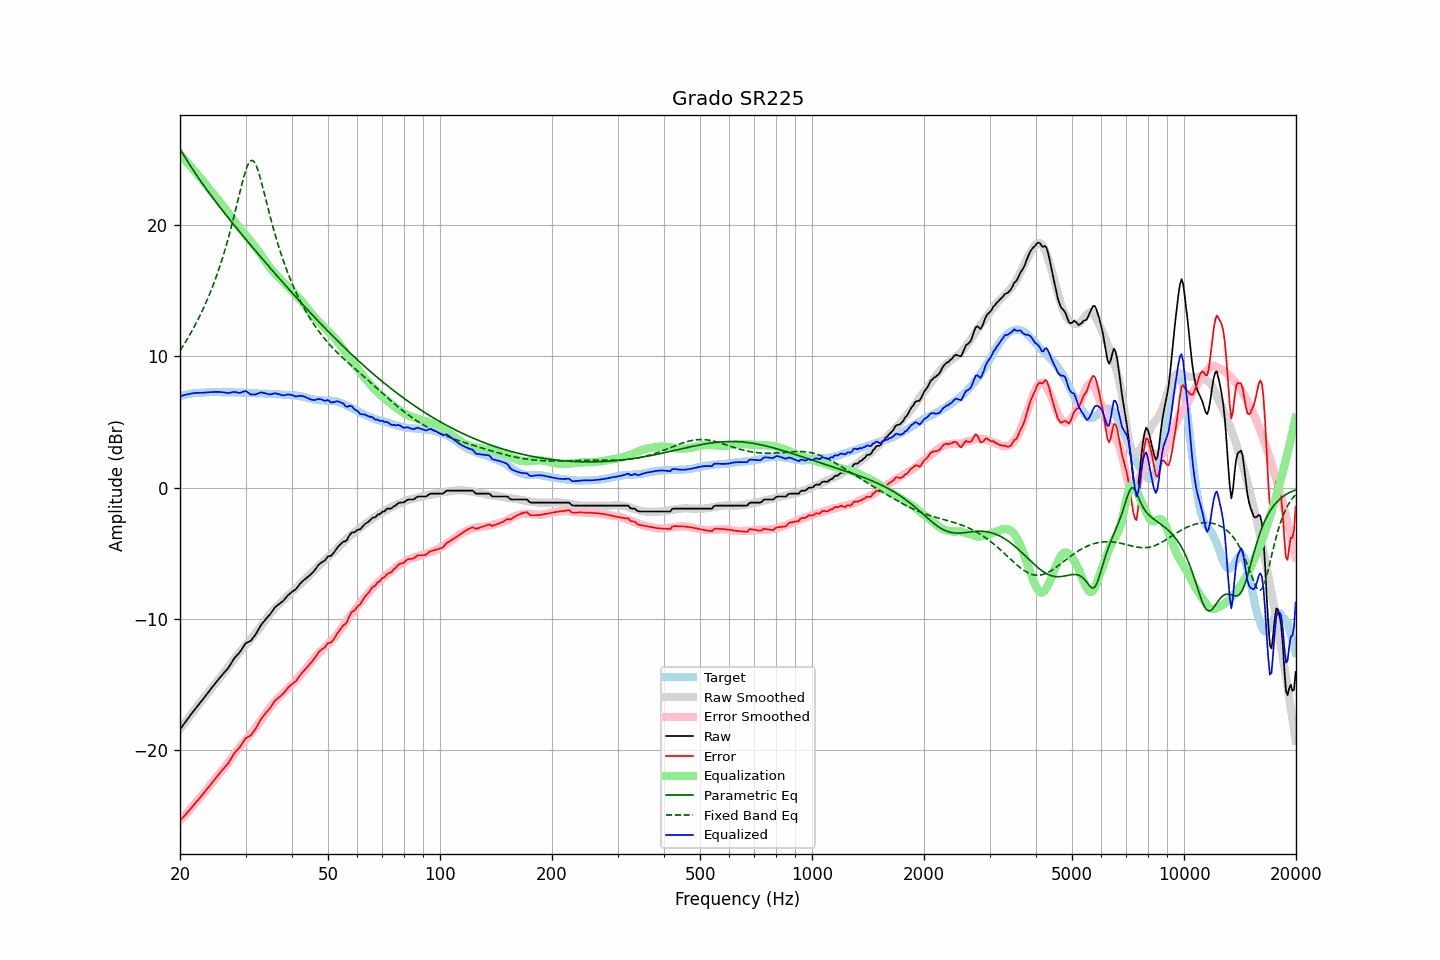 Grado SR225
Amplitude (dBr)
20
10
0
−10
−20
20
50
100
200
500
1000
2000
5000
10000
20000
Frequency (Hz)
Target
Raw Smoothed
Error Smoothed
Raw
Error
Equalization
Parametric Eq
Fixed Band Eq
Equalized